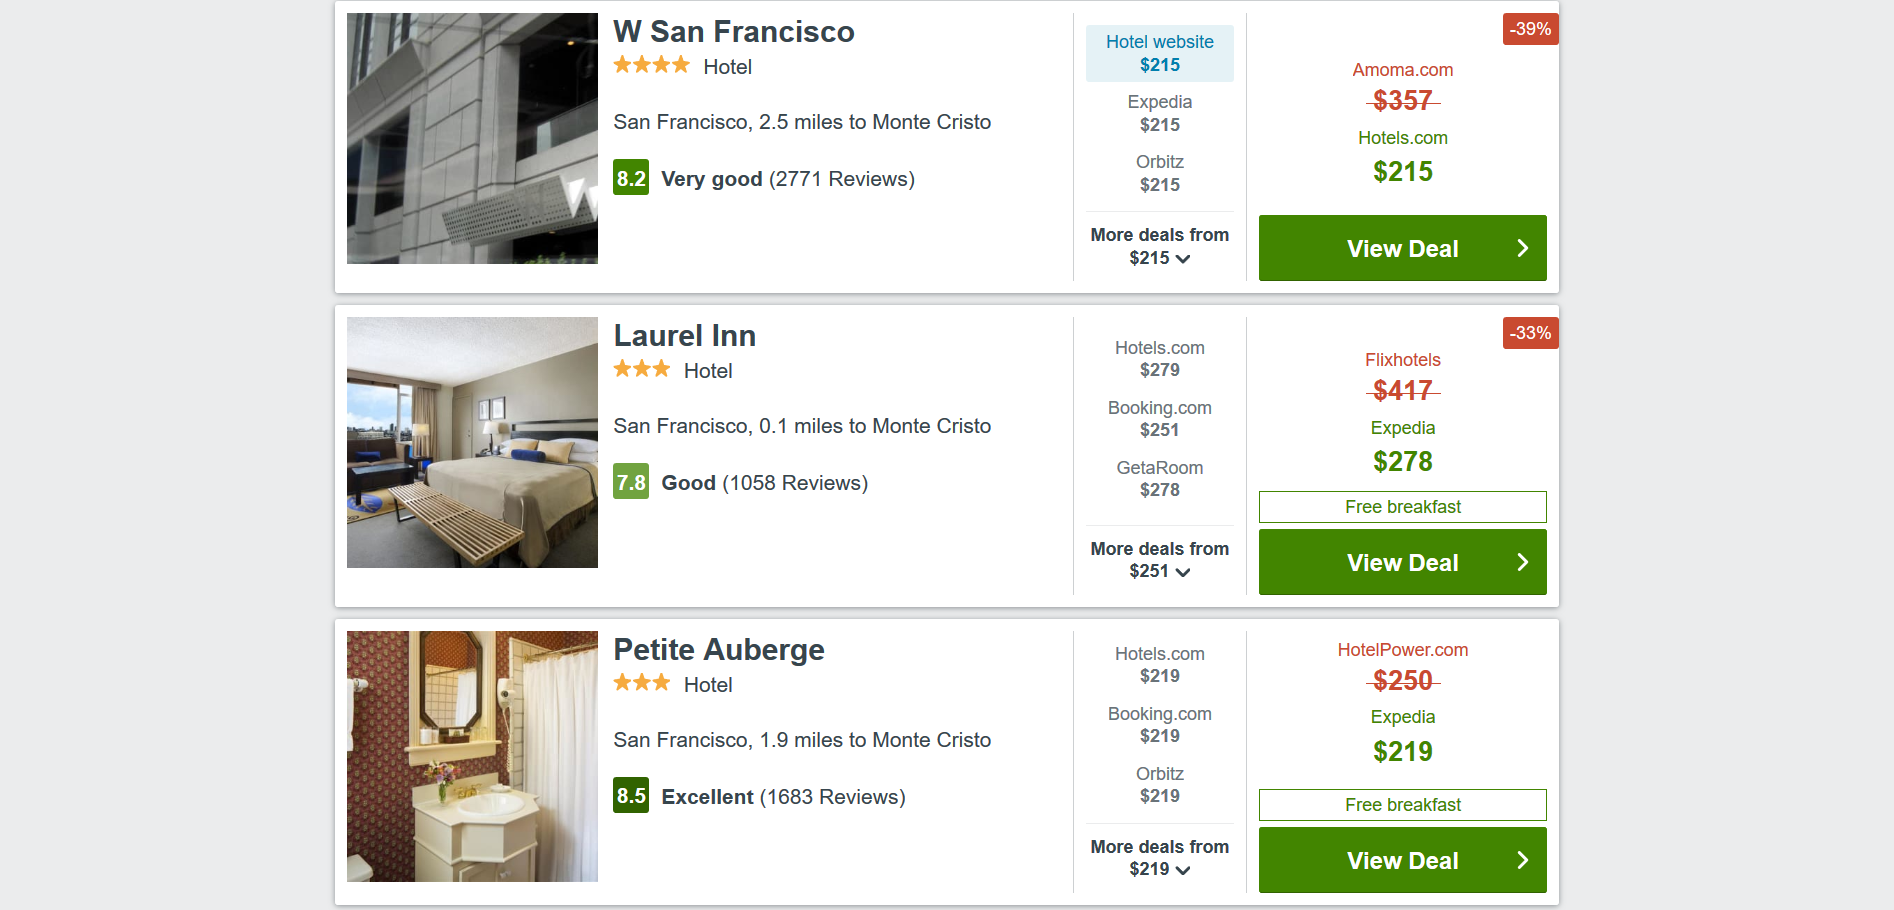 W San Francisco
Hotel
San Francisco, 2.5 miles to Monte Cristo
8.2 Very good (2771 Reviews)
Hotel website
$215
Expedia
$215
Orbitz
$215
More deals from
$215
-39%
Amoma.com
$357
Hotels.com
$215
View Deal
Laurel Inn
Hotel
San Francisco, 0.1 miles to Monte Cristo
7.8 Good (1058 Reviews)
Hotels.com
$279
Booking.com
$251
GetaRoom
$278
More deals from
$251
-33%
Flixhotels
$417
Expedia
$278
Free breakfast
View Deal
Petite Auberge
Hotel
San Francisco, 1.9 miles to Monte Cristo
8.5 Excellent (1683 Reviews)
Hotels.com
$219
Booking.com
$219
Orbitz
$219
More deals from
$219
HotelPower.com
$250
Expedia
$219
Free breakfast
View Deal